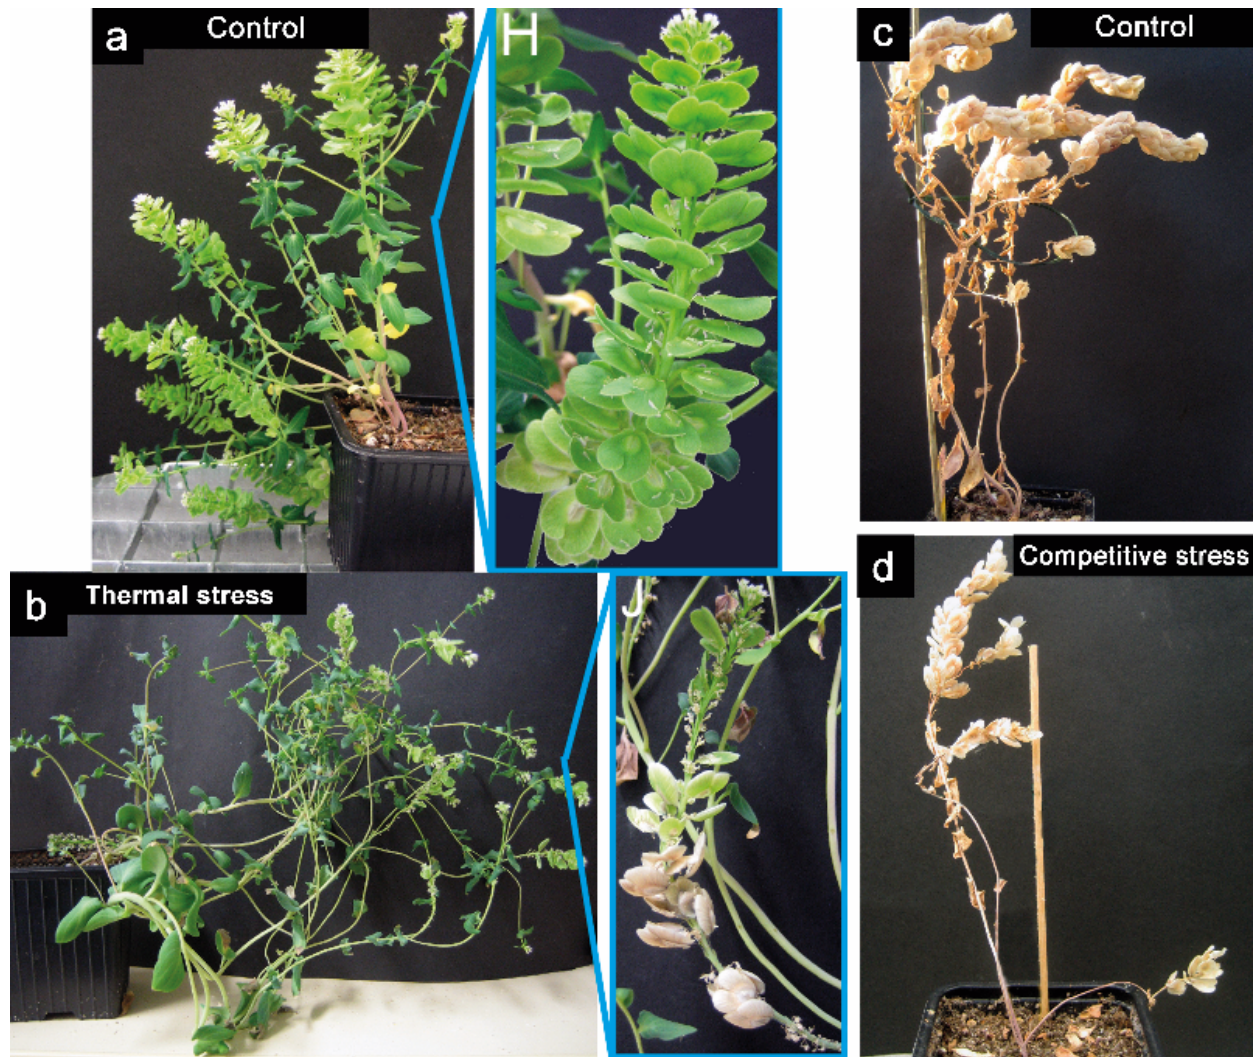 a
Control
H
c
Control
b
Thermal stress
J
d
Competitive stress